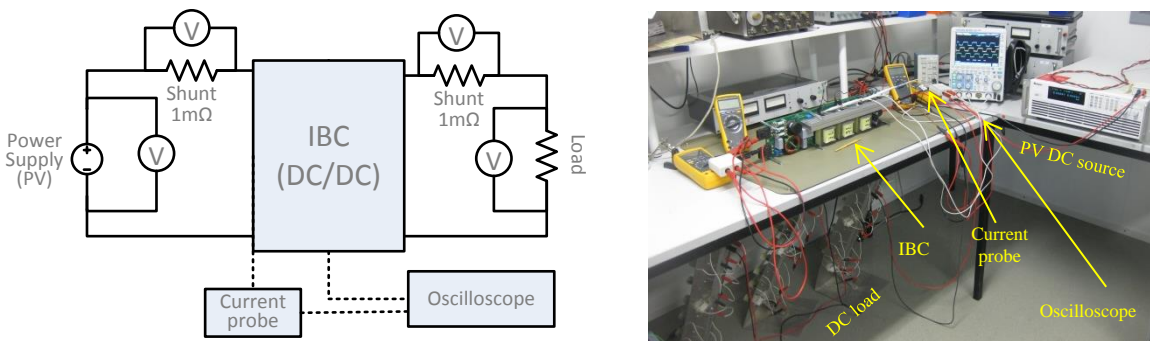 V
V
Shunt
1mΩ
Shunt
1mΩ
IBC
(DC/DC)
Power
Supply
(PV)
V
V
Load
Current
probe
Oscilloscope
PV DC source
IBC
Current
probe
DC load
Oscilloscope